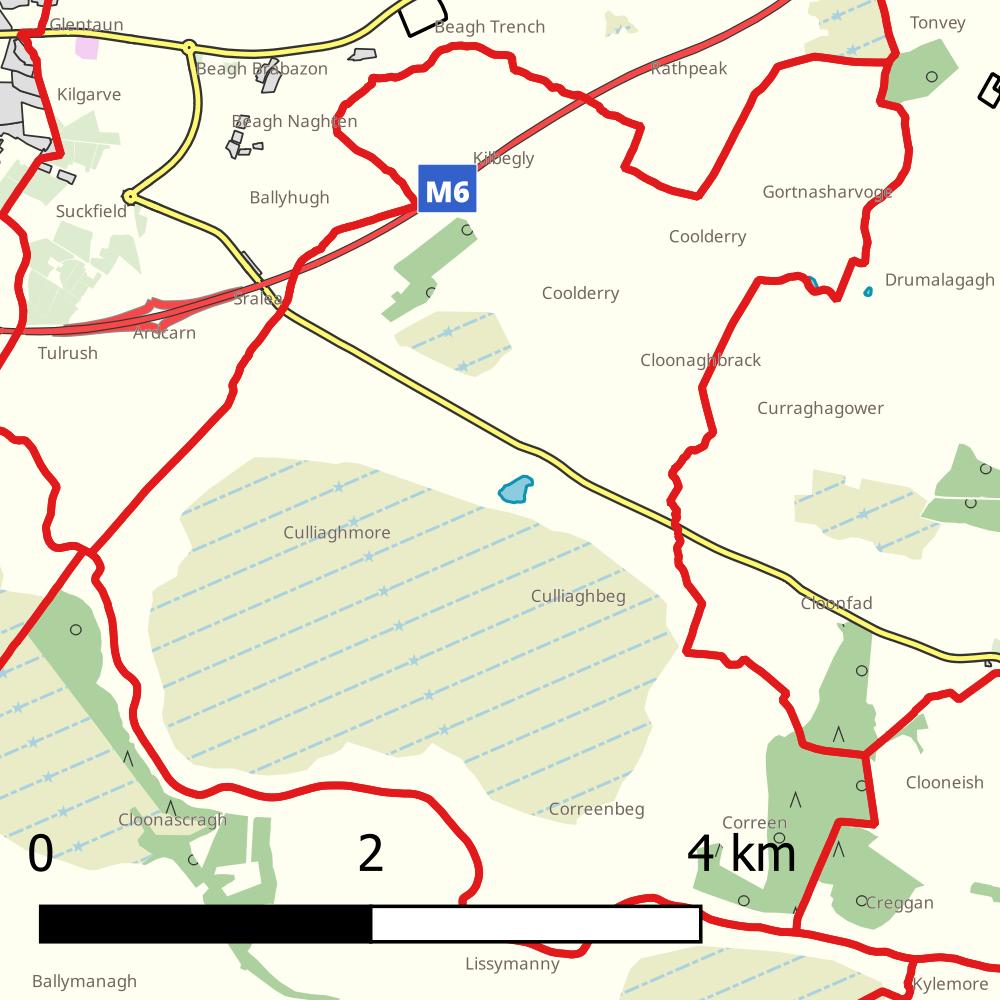 Glentaun
Beagh Trench
Tonvey
Beagh Brabazon
Rathpeak
Kilgarve
Beagh Naghten
Kilbegly
M6
Gortnasharvoge
Ballyhugh
Suckfield
Coolderry
Drumalagagh
Coolderry
Sralea
Ardcarn
Tulrush
Cloonaghbrack
Curraghagower
Culliaghmore
Culliaghbeg
Cloonfad
Clooneish
Correenbeg
Cloonascragh
Correen
0 2 4 km
Creggan
Lissymanny
Ballymanagh
Kylemore